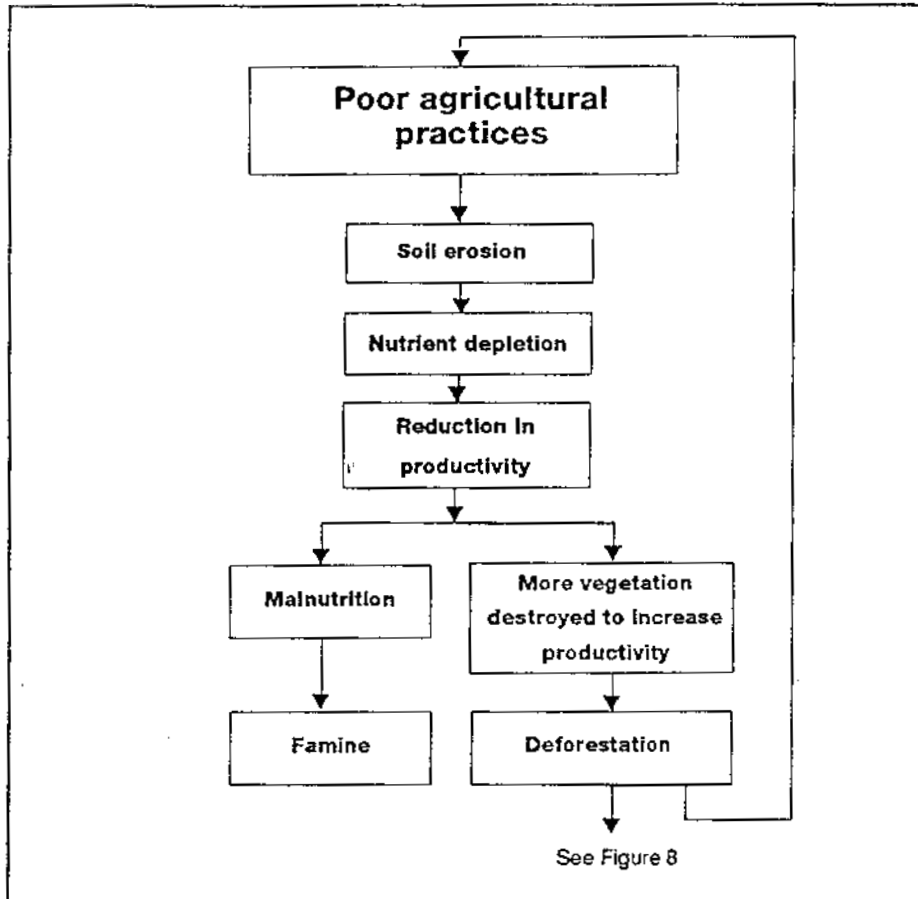 Poor agricultural
practices
Soil erosion
Nutrient depletion
Reduction in
productivity
Malnutrition
More vegetation
destroyed to increase
productivity
Famine
Deforestation
See Figure 8